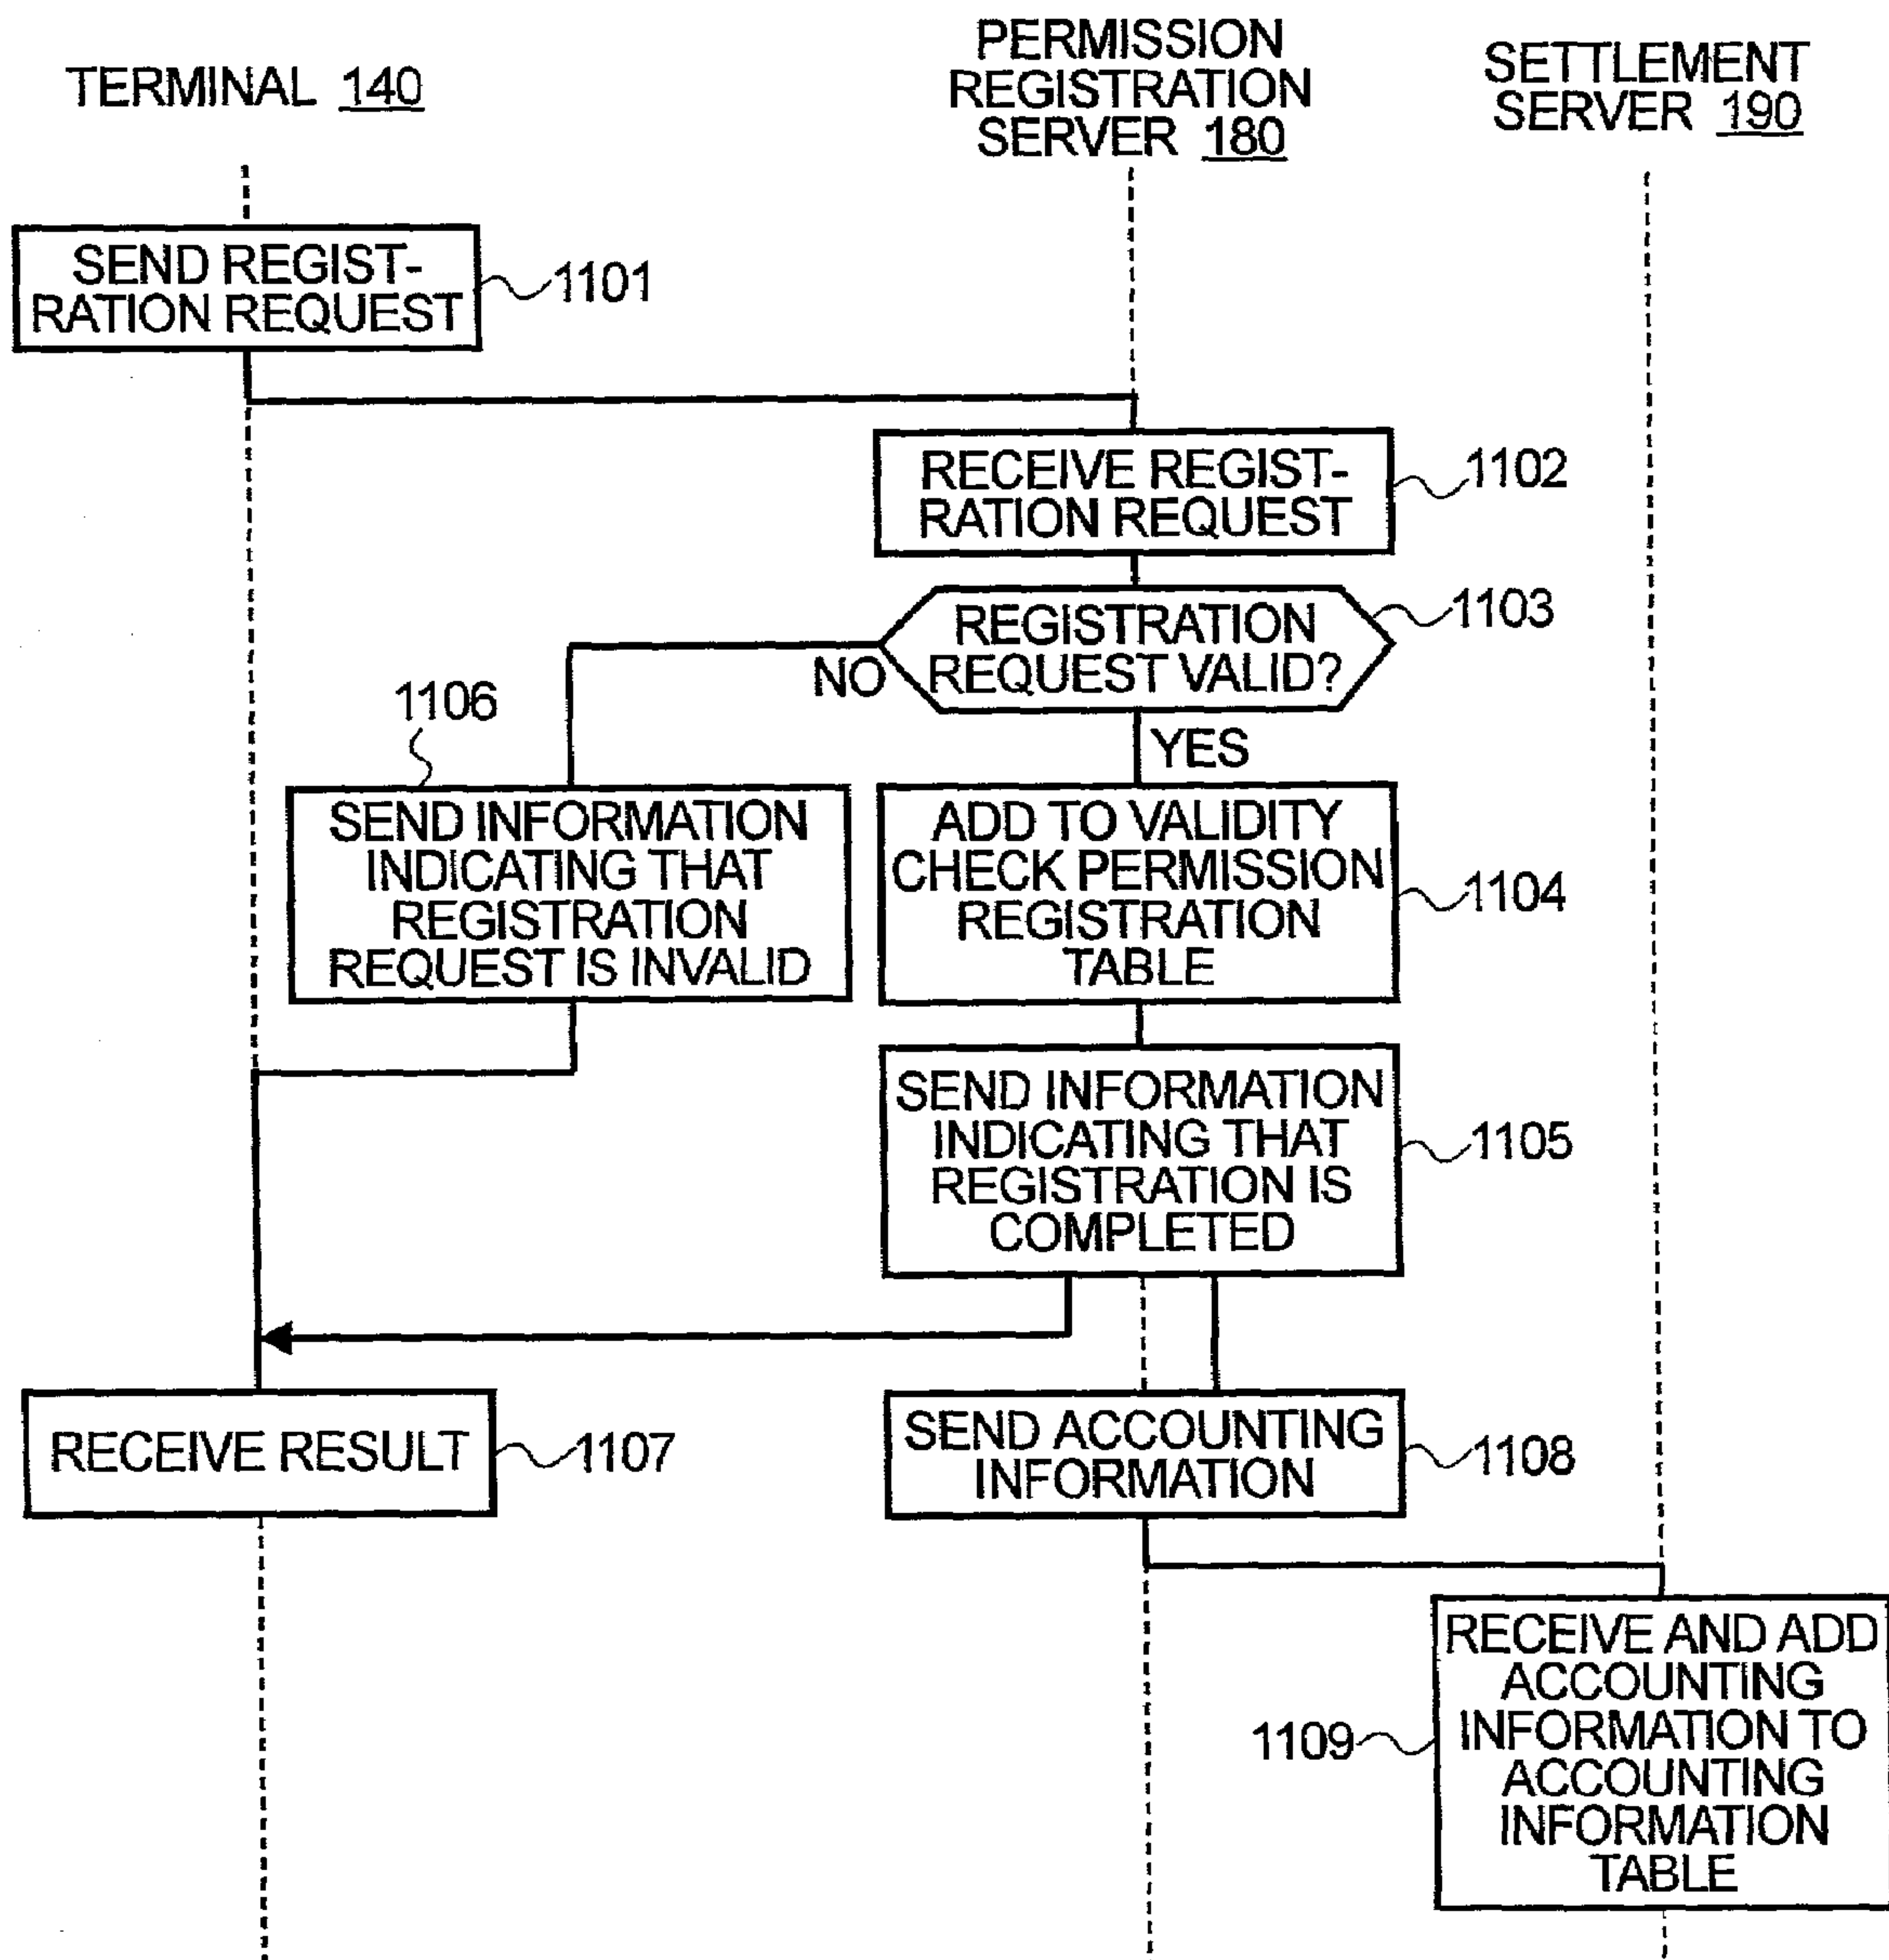 TERMINAL 140
PERMISSION
REGISTRATION
SERVER 180
SETTLEMENT
SERVER 190
SEND REGIST-
RATION REQUEST
1101
RECEIVE REGIST-
RATION REQUEST
1102
REGISTRATION
REQUEST VALID?
1103
NO
YES
1106
SEND INFORMATION
INDICATING THAT
REGISTRATION
REQUEST IS INVALID
ADD TO VALIDITY
CHECK PERMISSION
REGISTRATION
TABLE
1104
SEND INFORMATION
INDICATING THAT
REGISTRATION IS
COMPLETED
1105
RECEIVE RESULT
1107
SEND ACCOUNTING
INFORMATION
1108
RECEIVE AND ADD
ACCOUNTING
INFORMATION TO
ACCOUNTING
INFORMATION
TABLE
1109